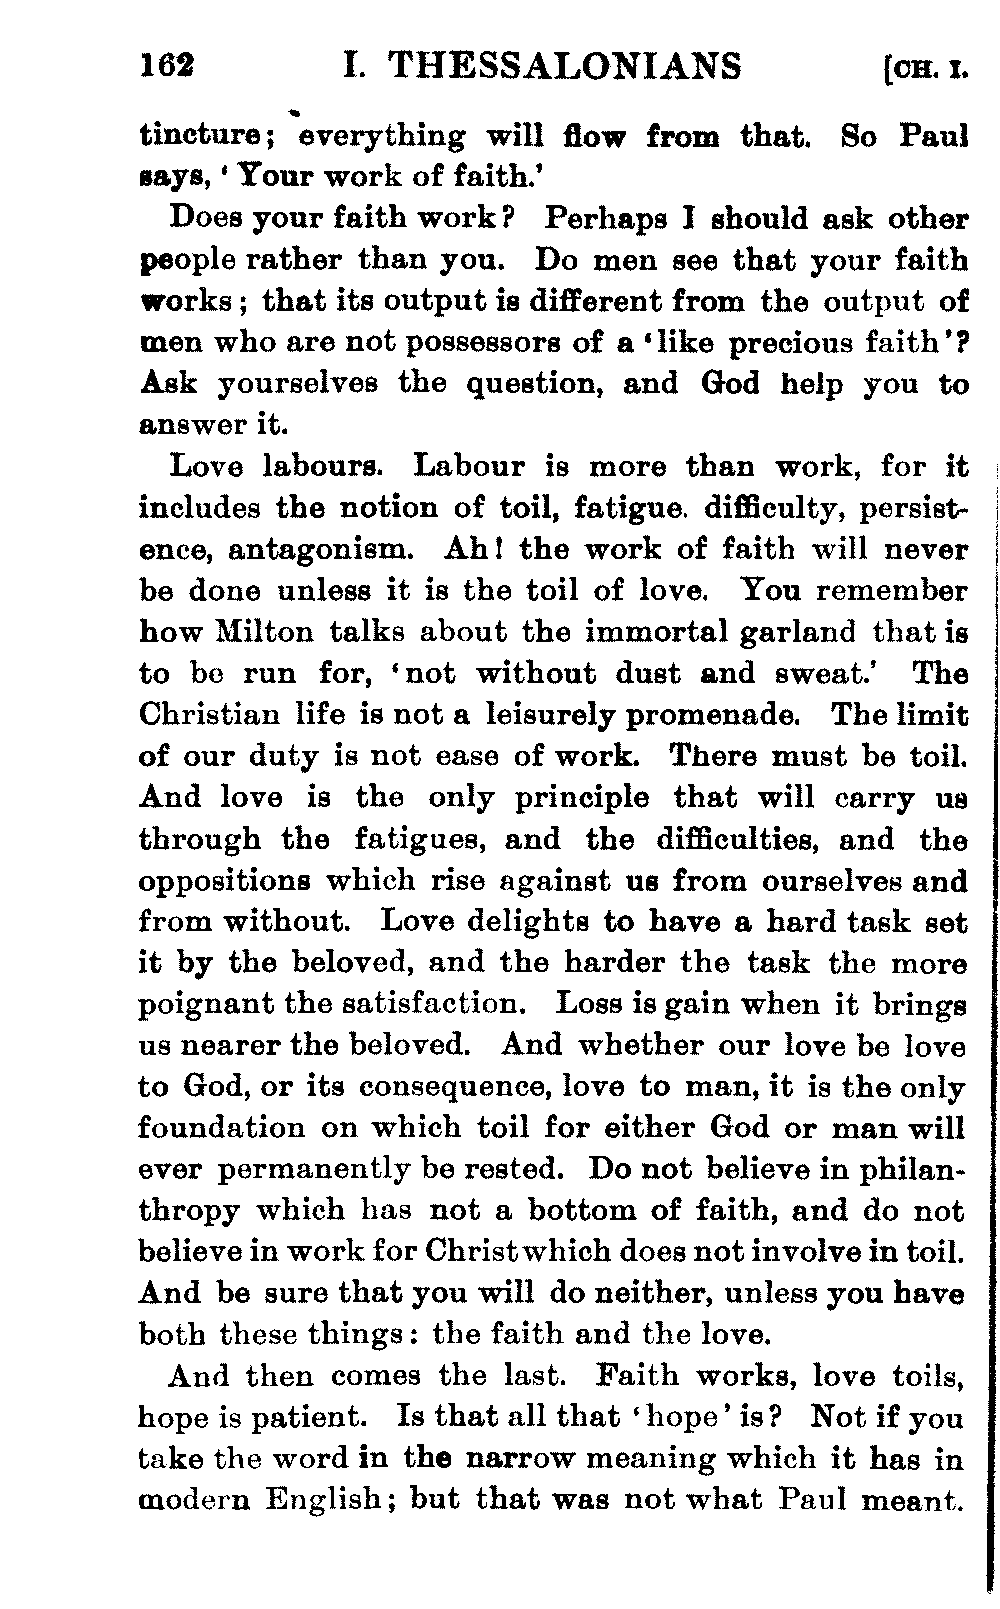 162 I. THESSALONIANS [CH. I.
tincture; everything will flow from that. So Paul
says, ‘Your work of faith.’
Does your faith work? Perhaps I should ask other
people rather than you. Do men see that your faith
works; that its output is different from the output of
men who are not possessors of a ‘like precious faith’?
Ask yourselves the question, and God help you to
answer it.
Love labours. Labour is more than work, for it
includes the notion of toil, fatigue, difficulty, persist-
ence, antagonism. Ah! the work of faith will never
be done unless it is the toil of love. You remember
how Milton talks about the immortal garland that is
to be run for, ‘not without dust and sweat.’ The
Christian life is not a leisurely promenade. The limit
of our duty is not ease of work. There must be toil.
And love is the only principle that will carry us
through the fatigues, and the difficulties, and the
oppositions which rise against us from ourselves and
from without. Love delights to have a hard task set
it by the beloved, and the harder the task the more
poignant the satisfaction. Loss is gain when it brings
us nearer the beloved. And whether our love be love
to God, or its consequence, love to man, it is the only
foundation on which toil for either God or man will
ever permanently be rested. Do not believe in philan-
thropy which has not a bottom of faith, and do not
believe in work for Christ which does not involve in toil.
And be sure that you will do neither, unless you have
both these things: the faith and the love.
And then comes the last. Faith works, love toils,
hope is patient. Is that all that ‘hope’ is? Not if you
take the word in the narrow meaning which it has in
modern English; but that was not what Paul meant.